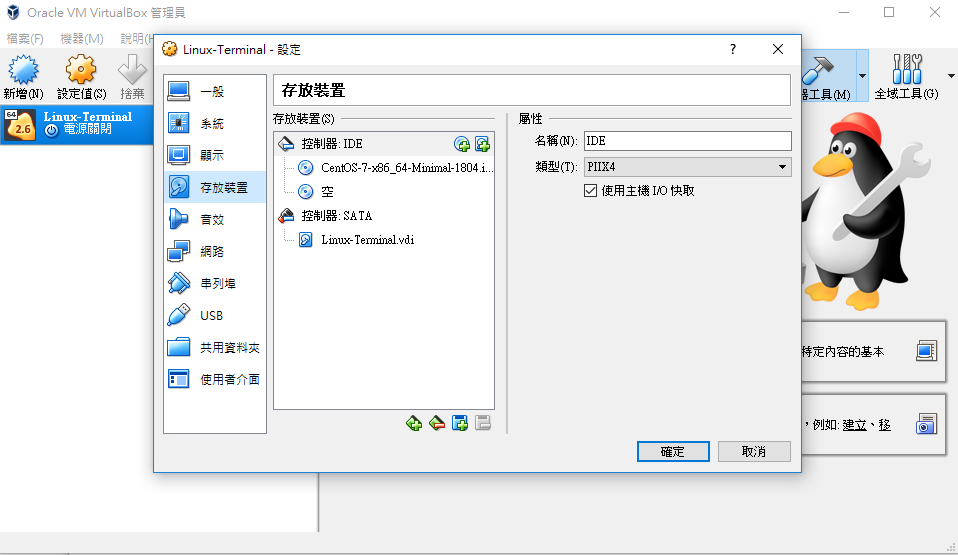 Oracle VM VirtualBox 管理員
檔案(F) 機器(M) 說明(H
新增(N) 設定值(S) 捨棄
器工具(M) 全域工具(G)
64
2.6
Linux-Terminal
電源關閉
Linux-Terminal - 設定
?
一般
系統
顯示
存放裝置
音效
網路
串列埠
USB
共用資料夾
使用者介面
存放裝置
存放裝置(S)
控制器: IDE
CentOS-7-x86_64-Minimal-1804.i...
空
控制器: SATA
Linux-Terminal.vdi
屬性
名稱(N): IDE
類型(T): PIIX4
使用主機 I/O 快取
確定 取消
特定內容的基本
，例如: 建立、移